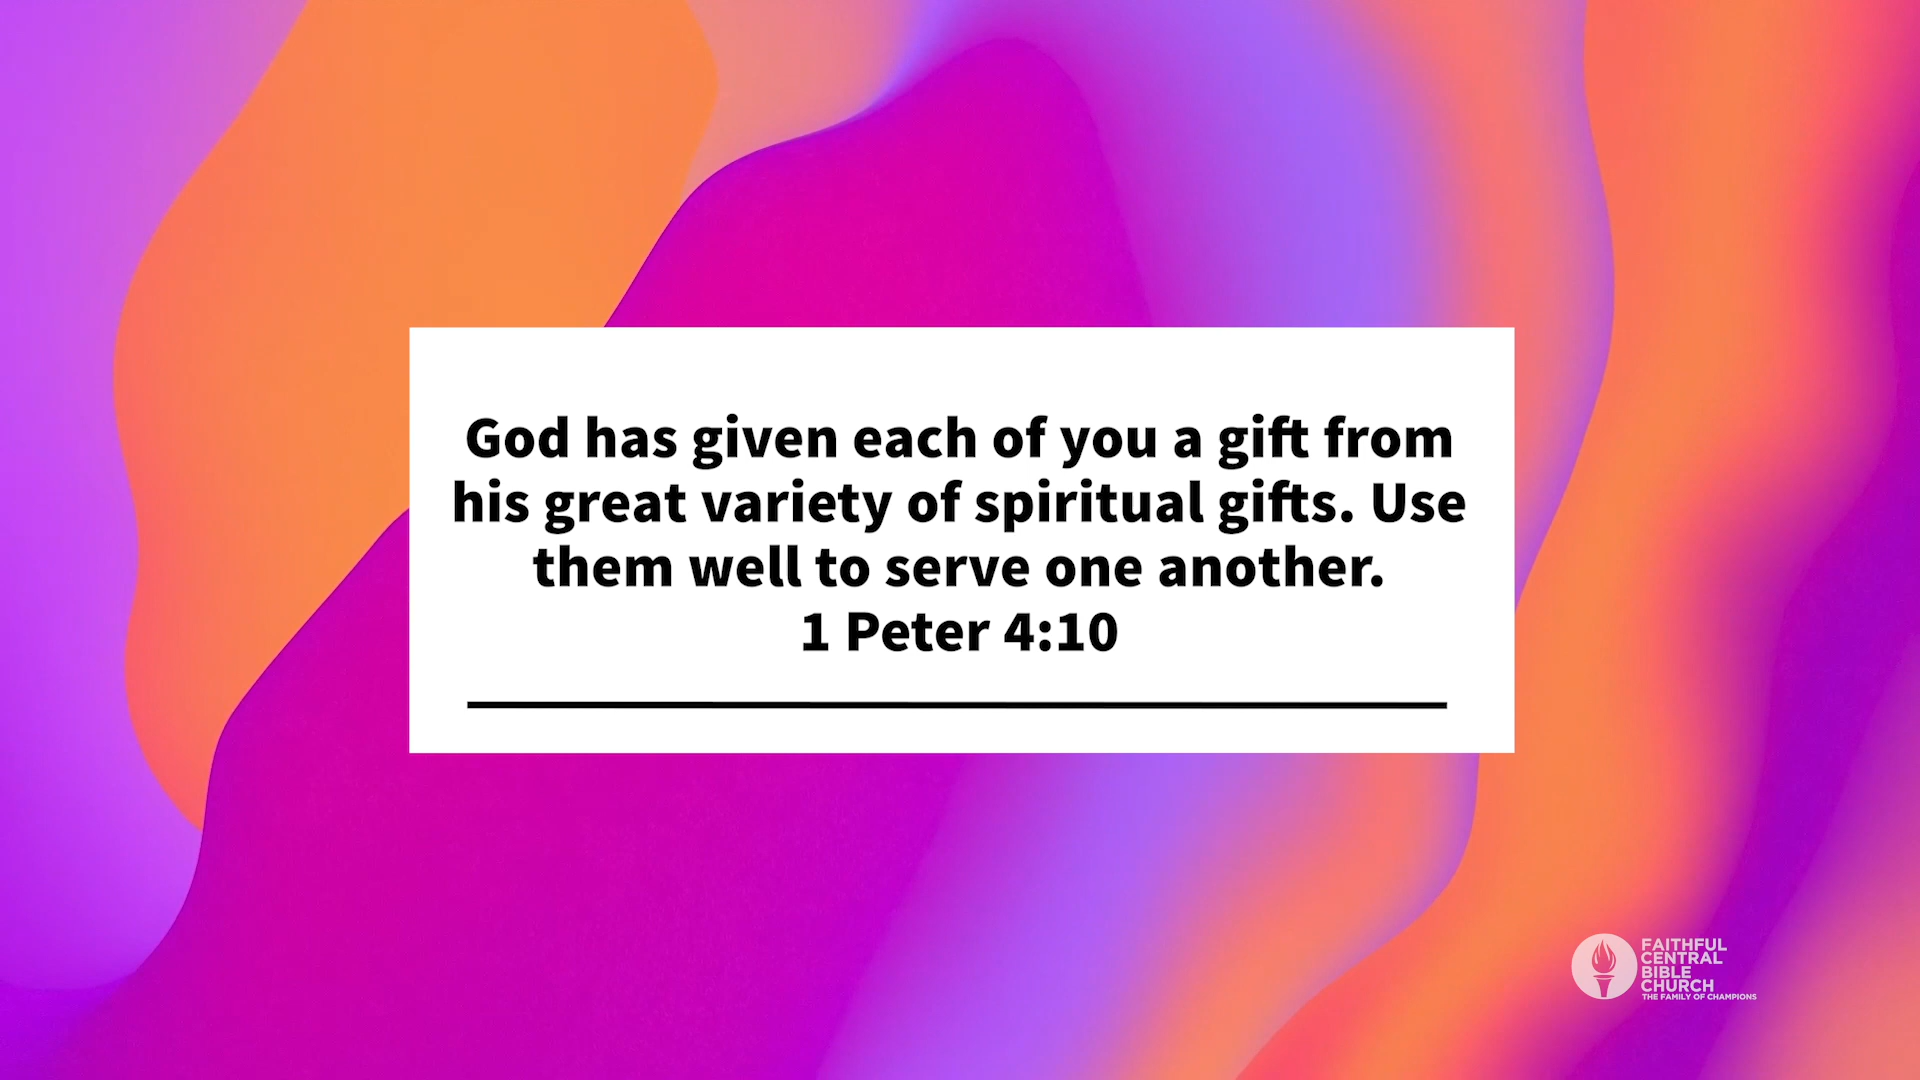 God has given each of you a gift from
his great variety of spiritual gifts. Use
them well to serve one another.
1 Peter 4:10
FAITHFUL
CENTRAL
BIBLE
CHURCH
THE FAMILY OF CHAMPIONS